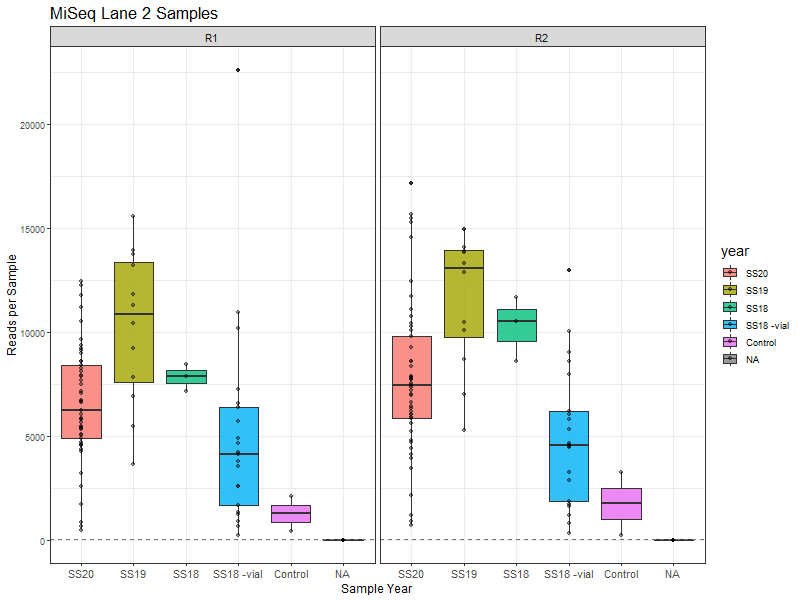 MiSeq Lane 2 Samples
R1
R2
Reads per Sample
20000
15000
10000
5000
0
SS20 SS19 SS18 SS18 -vial Control NA
SS20 SS19 SS18 SS18 -vial Control NA
Sample Year
year
SS20
SS19
SS18
SS18 -vial
Control
NA